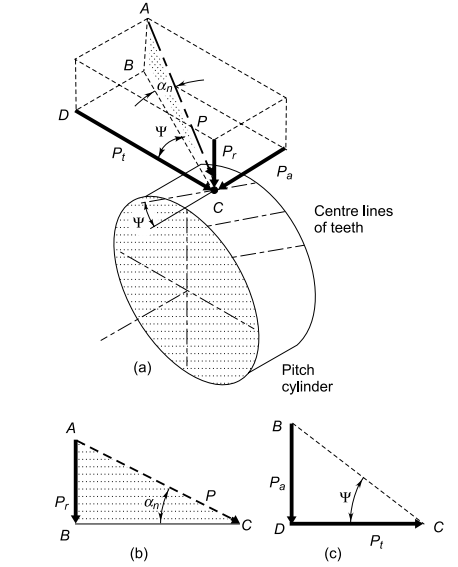 A
B
αn
D
P
Ψ
Pt
Pr
Pa
C
Ψ
Centre lines
of teeth
(a)
Pitch
cylinder
A
Pr
αn
P
B
C
(b)
B
Pa
Ψ
D
Pt
C
(c)